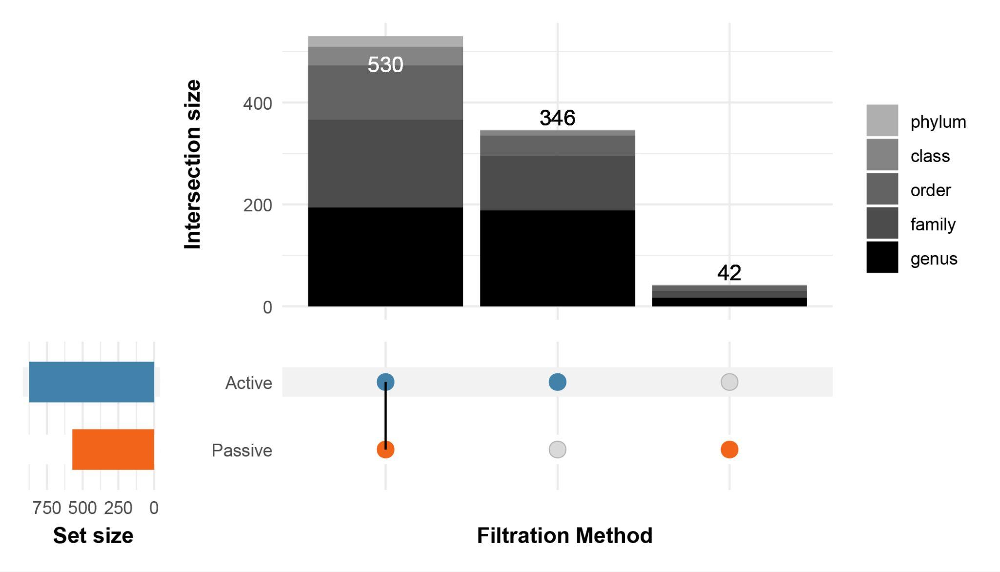 Intersection size
400
200
0
530
346
42
phylum
class
order
family
genus
Active
Passive
750 500 250 0
Set size
Filtration Method